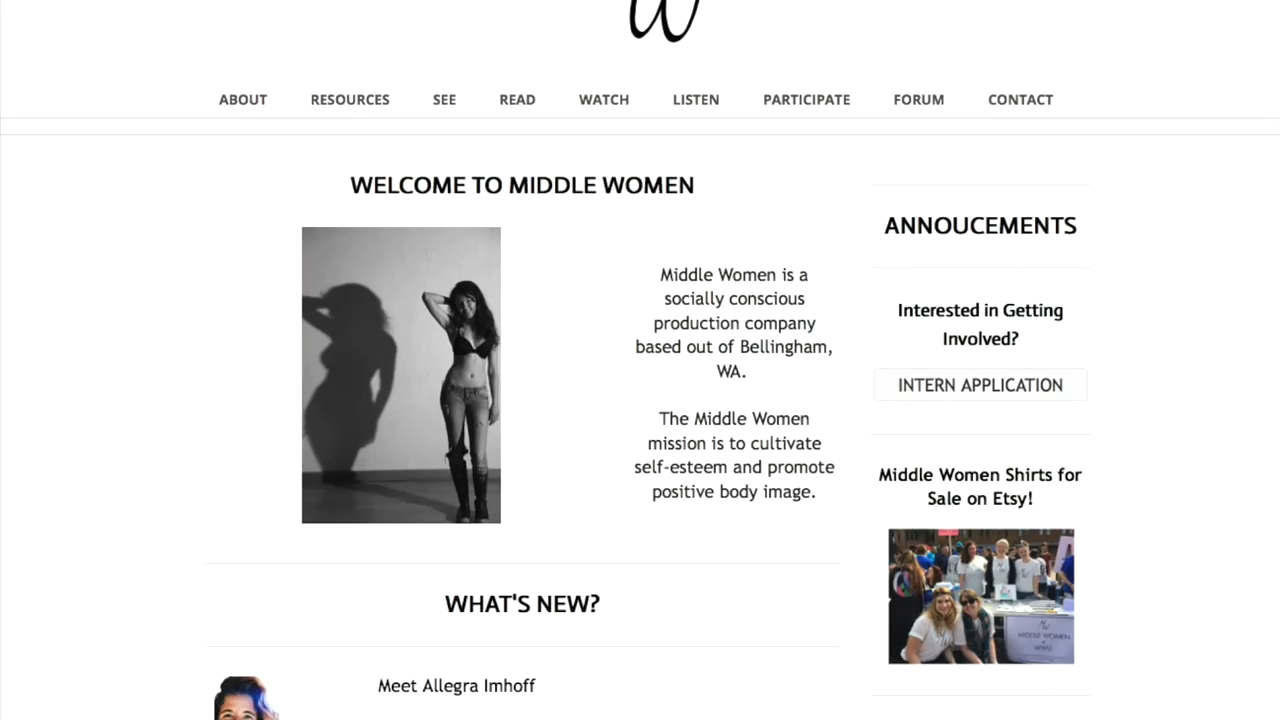 W
ABOUT RESOURCES SEE READ WATCH LISTEN PARTICIPATE FORUM CONTACT
WELCOME TO MIDDLE WOMEN
Middle Women is a
socially conscious
production company
based out of Bellingham,
WA.
The Middle Women
mission is to cultivate
self-esteem and promote
positive body image.
WHAT'S NEW?
Meet Allegra Imhoff
ANNOUCEMENTS
Interested in Getting
Involved?
INTERN APPLICATION
Middle Women Shirts for
Sale on Etsy!
MW
MIDDLE WOMEN